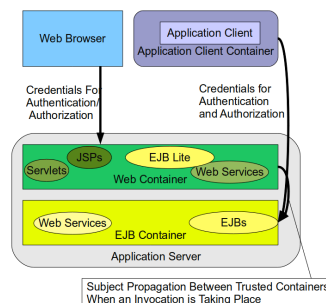 Web Browser
Application Client
Application Client Container
Credentials For
Authentication/
Authorization
Credentials for
Authentication
and Authorization
JSPs
EJB Lite
Servlets
Web Services
Web Container
Web Services
EJBs
EJB Container
Application Server
Subject Propagation Between Trusted Containers
When an Invocation is Taking Place